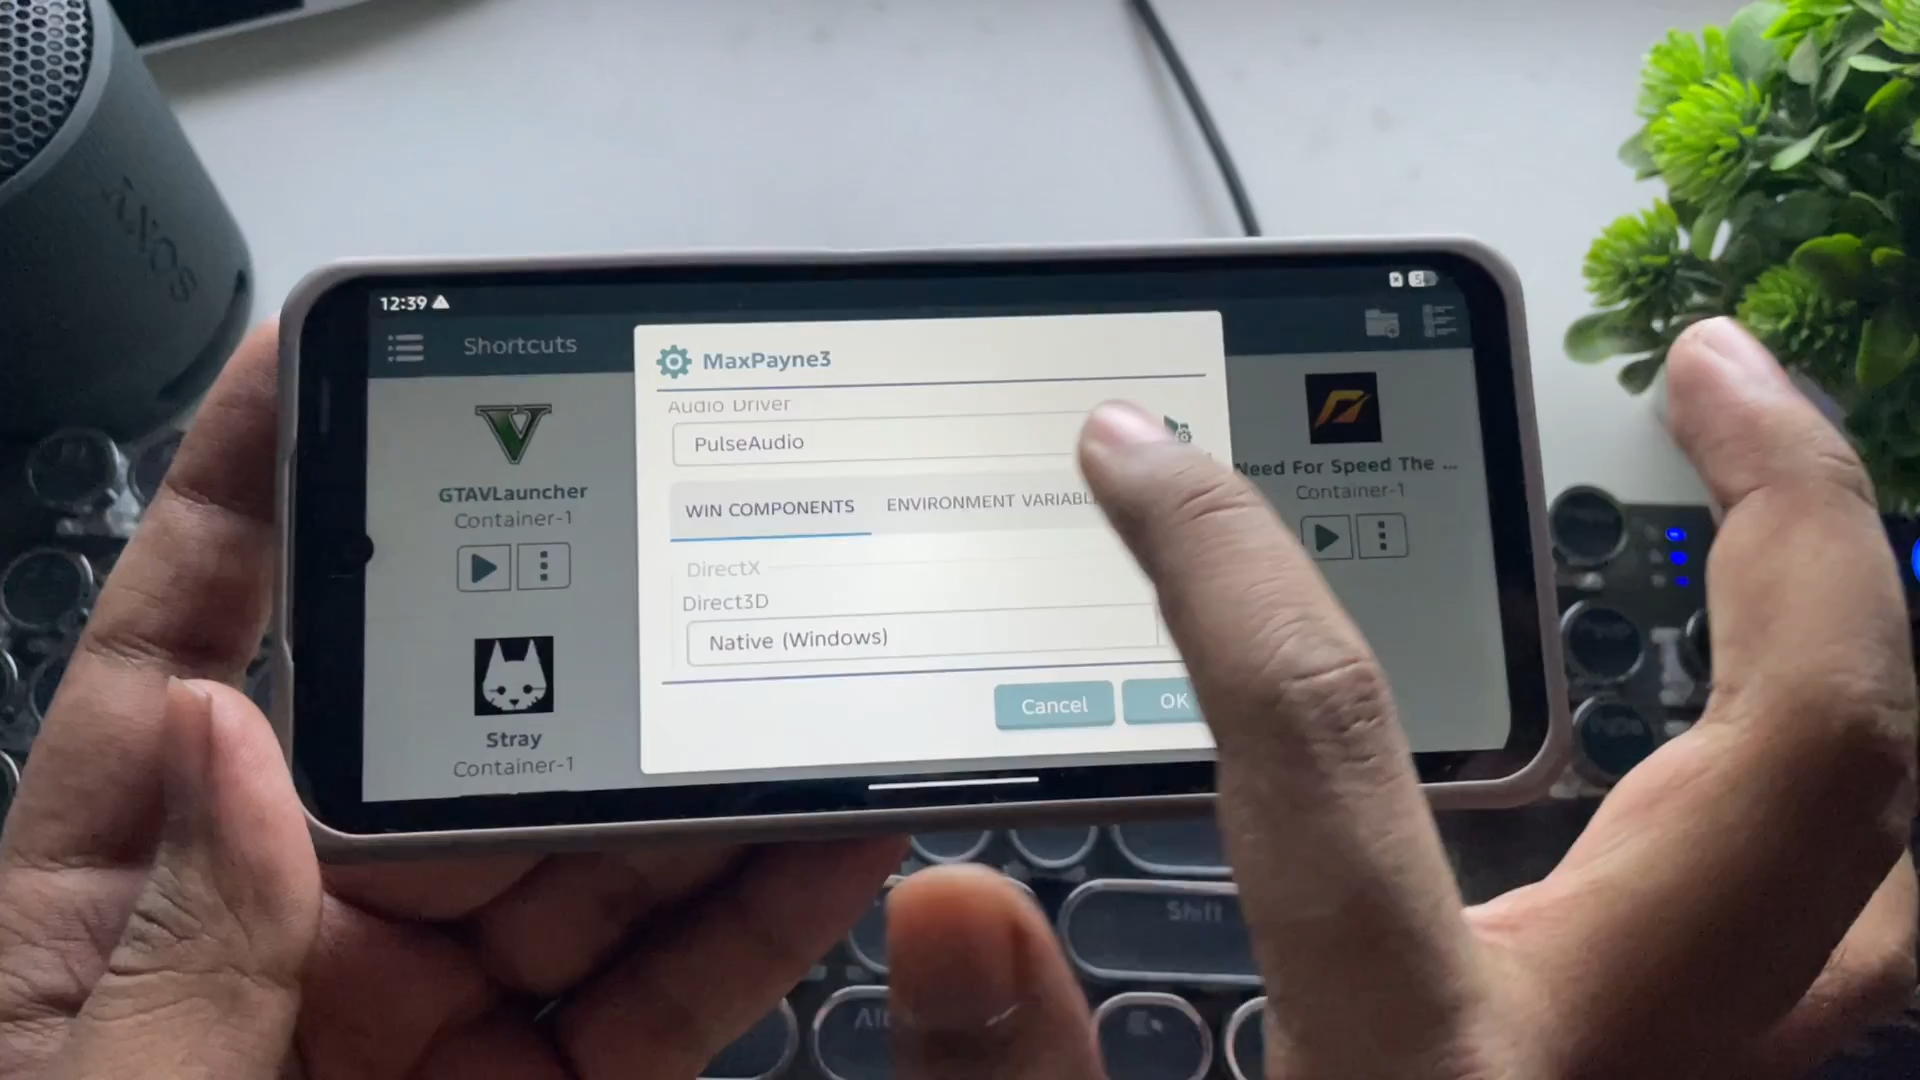 SONY
12:39
Shortcuts
MaxPayne3
Audio Driver
PulseAudio
WIN COMPONENTS
ENVIRONMENT VARIABL
DirectX
Direct3D
Native (Windows)
Cancel
OK
GTAVLauncher
Container-1
Stray
Container-1
Need For Speed The ...
Container-1
Shift